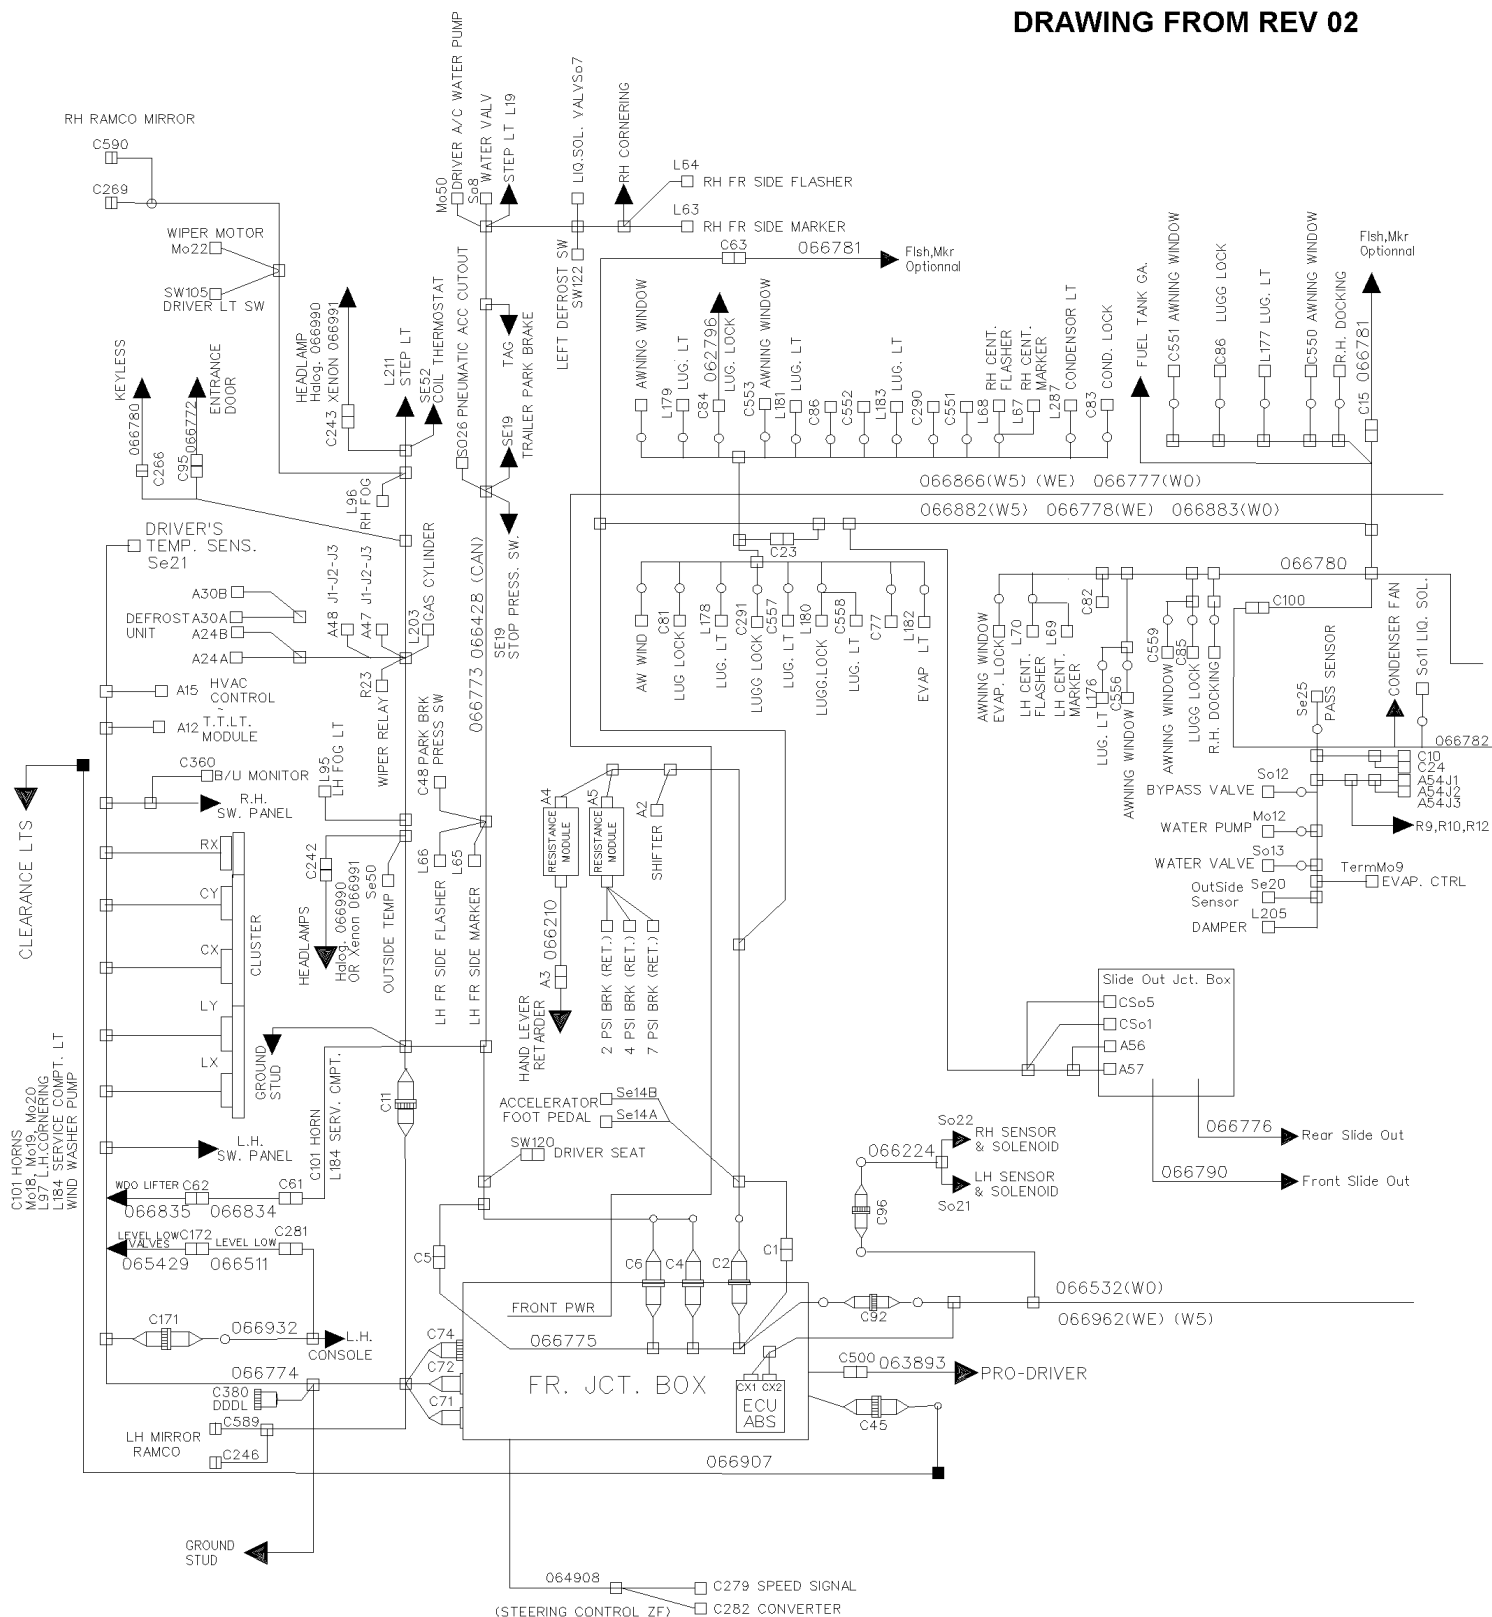 DRAWING FROM REV 02
RH RAMCO MIRROR
C590
C269
WIPER MOTOR
Mo22
SW105
DRIVER LT SW
KEYLESS
066780
C266
ENTRANCE
DOOR
066772
C95
HEADLAMP
Halog. 066990
XENON 066991
C243
L211
STEP LT
SE52
COIL THERMOSTAT
L96
RH FOG
Mo50
DRIVER A/C WATER PUMP
So8
WATER VALV
STEP LT L19
LIQ.SOL. VALVSo7
RH CORNERING
L64
RH FR SIDE FLASHER
L63
RH FR SIDE MARKER
LEFT DEFROST SW
SW122
SO26 PNEUMATIC ACC CUTOUT
TAG
TRAILER PARK BRAKE
SE19
SE19
STOP PRESS. SW.
066773 066428 (CAN)
C63
066781
Flsh,Mkr
Optionnal
AWNING WINDOW
L179
LUG. LT
C84
062796
LUG. LOCK
C553
AWNING WINDOW
L181
LUG. LT
C86
C552
L183
LUG. LT
C290
C551
L68
RH CENT.
FLASHER
L67
RH CENT.
MARKER
L287
CONDENSOR LT
C83
COND. LOCK
FUEL TANK GA.
C551 AWNING WINDOW
C86 LUGG LOCK
L177 LUG. LT
C550 AWNING WINDOW
R.H. DOCKING
C15 066781
Flsh,Mkr
Optionnal
066866(W5) (WE) 066777(WO)
066882(W5) 066778(WE) 066883(WO)
C23
AW WIND
C81
LUG LOCK
L178
LUG. LT
C291
LUGG LOCK
C557
LUG. LT
L180
LUGG.LOCK
C558
LUG. LT
C77
L182
EVAP LT
066780
AWNING WINDOW
EVAP. LOCK
L70
LH CENT.
FLASHER
L69
LH CENT.
MARKER
C82
L176
LUG. LT
C556
AWNING WINDOW
C559
AWNING WINDOW
C85
LUGG LOCK
R.H. DOCKING
C100
Se25
PASS SENSOR
CONDENSER FAN
So11 LIQ. SOL.
066782
C10
C24
A54J1
A54J2
A54J3
R9,R10,R12
So12
BYPASS VALVE
Mo12
WATER PUMP
So13
WATER VALVE
TermMo9
EVAP. CTRL
OutSide
Sensor
Se20
L205
DAMPER
DRIVER'S
TEMP. SENS.
Se21
A30B
DEFROST A30A
UNIT
A24B
A24A
A48 J1-J2-J3
A47 J1-J2-J3
L203
GAS CYLINDER
R23
WIPER RELAY
A15
HVAC
CONTROL
A12
T.T.LT.
MODULE
C360
B/U MONITOR
R.H.
SW. PANEL
CLEARANCE LTS
L95
LH FOG LT
C242
HEADLAMPS
Halog. 066990
OR Xenon 066991
Se50
OUTSIDE TEMP
C48 PARK BRK
PRESS SW
L66
LH FR SIDE FLASHER
L65
LH FR SIDE MARKER
RX
CY
CX
LY
LX
CLUSTER
GROUND
STUD
L.H.
SW. PANEL
A4
RESISTANCE
MODULE
A5
RESISTANCE
MODULE
A2
SHIFTER
066210
A3
HAND LEVER
RETARDER
2 PSI BRK (RET.)
4 PSI BRK (RET.)
7 PSI BRK (RET.)
Slide Out Jct. Box
CSo5
CSo1
A56
A57
066776
Rear Slide Out
066790
Front Slide Out
C101 HORNS
Mo18, Mo19, Mo20
L97 L.H.CORNERING
L184 SERVICE COMPT. LT
WIND WASHER PUMP
C101 HORN
L184 SERV. CMPT.
C11
ACCELERATOR
FOOT PEDAL
Se14B
Se14A
SW120
DRIVER SEAT
WDO LIFTER
C62
C61
066835
066834
LEVEL LOW
VALVES
C172
LEVEL LOW
C281
065429
066511
C171
066932
L.H.
CONSOLE
066774
C380
DDDL
C589
LH MIRROR
RAMCO
C246
C5
C6
C4
C2
C1
So22
RH SENSOR
& SOLENOID
066224
LH SENSOR
& SOLENOID
So21
C96
FRONT PWR
066775
C74
C72
C71
FR. JCT. BOX
CX1 CX2
ECU
ABS
C92
066532(WO)
066962(WE) (W5)
C500
063893
PRO-DRIVER
C45
066907
GROUND
STUD
064908
C279 SPEED SIGNAL
(STEERING CONTROL ZF)
C282 CONVERTER